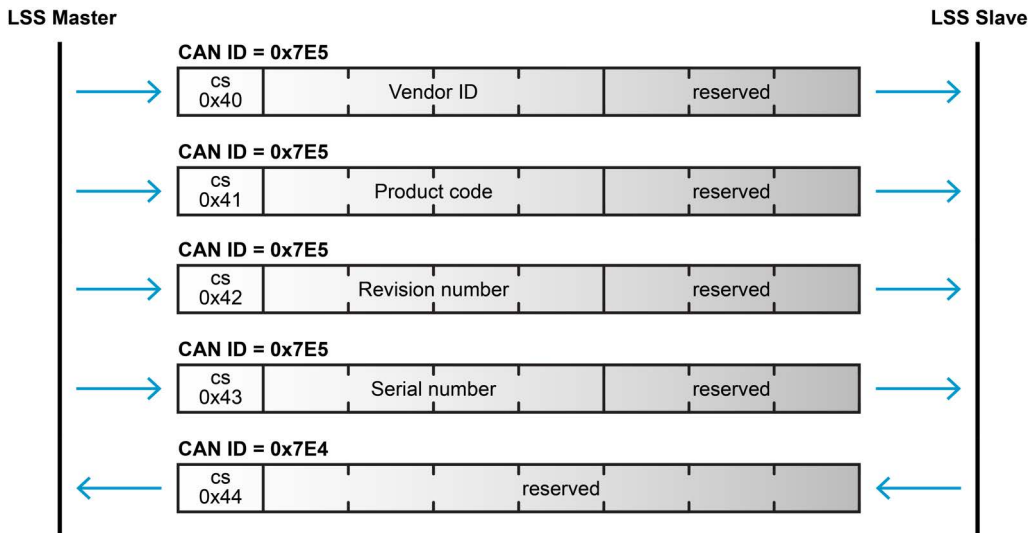 LSS Master
LSS Slave
CAN ID = 0x7E5
cs
0x40
Vendor ID
reserved
CAN ID = 0x7E5
cs
0x41
Product code
reserved
CAN ID = 0x7E5
cs
0x42
Revision number
reserved
CAN ID = 0x7E5
cs
0x43
Serial number
reserved
CAN ID = 0x7E4
cs
0x44
reserved